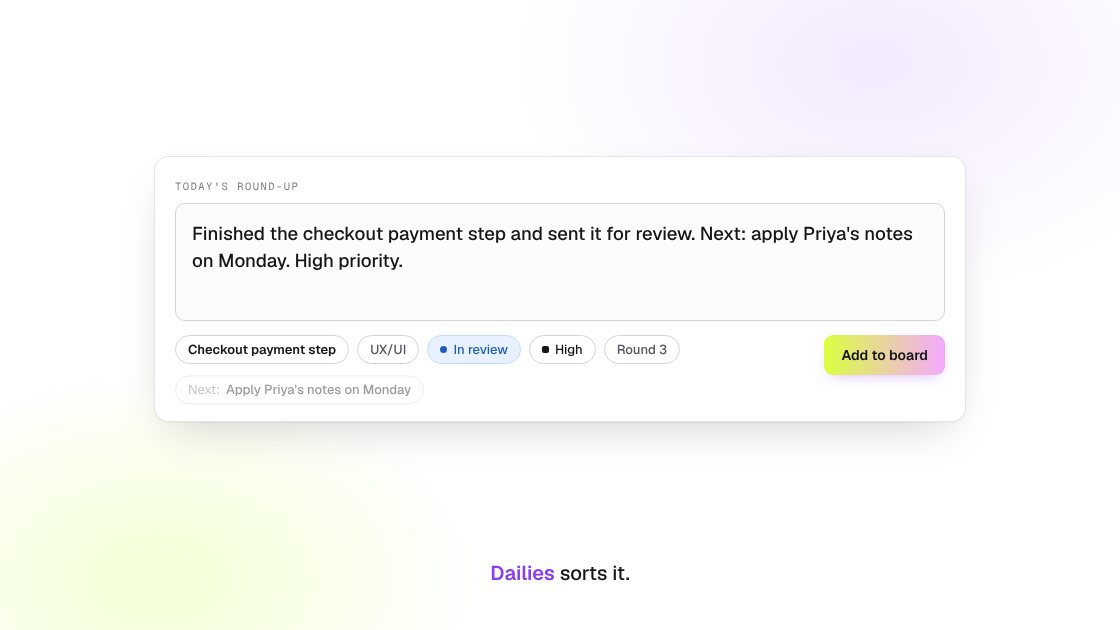 TODAY'S ROUND-UP
Finished the checkout payment step and sent it for review. Next: apply Priya's notes
on Monday. High priority.
Checkout payment step
UX/UI
In review
High
Round 3
Add to board
Next: Apply Priya's notes on Monday
Dailies sorts it.